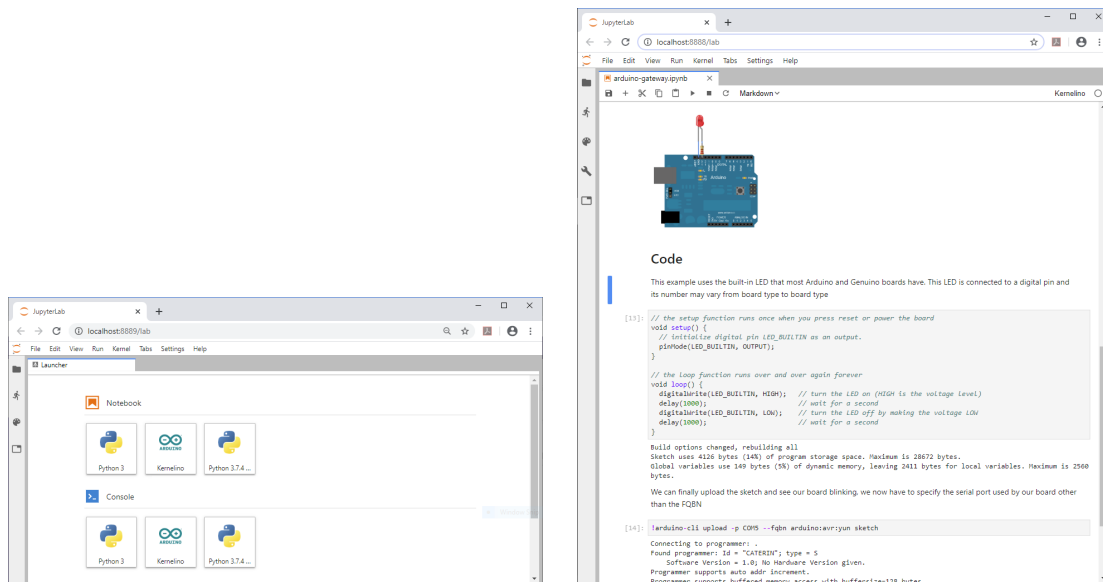 JupyterLab
localhost:8889/lab
File Edit View Run Kernel Tabs Settings Help
Launcher
Notebook
Python 3
ARDUINO
Kernelino
Python 3.7.4 ...
Console
Python 3
ARDUINO
Kernelino
Python 3.7.4 ...
JupyterLab
localhost:8888/lab
File Edit View Run Kernel Tabs Settings Help
arduino-gateway.ipynb
Markdown
Kernelino
Arduino
Code
This example uses the built-in LED that most Arduino and Genuino boards have. This LED is connected to a digital pin and
its number may vary from board type to board type
[13]: // the setup function runs once when you press reset or power the board
void setup() {
// initialize digital pin LED_BUILTIN as an output.
pinMode(LED_BUILTIN, OUTPUT);
}
// the loop function runs over and over again forever
void loop() {
digitalWrite(LED_BUILTIN, HIGH); // turn the LED on (HIGH is the voltage level)
delay(1000); // wait for a second
digitalWrite(LED_BUILTIN, LOW); // turn the LED off by making the voltage LOW
delay(1000); // wait for a second
}
Build options changed, rebuilding all
Sketch uses 4126 bytes (14%) of program storage space. Maximum is 28672 bytes.
Global variables use 149 bytes (5%) of dynamic memory, leaving 2411 bytes for local variables. Maximum is 2560
bytes.
We can finally upload the sketch and see our board blinking. we now have to specify the serial port used by our board other
than the FQBN
[14]: !arduino-cli upload -p COM5 --fqbn arduino:avr:yun sketch
Connecting to programmer: .
Found programmer: Id = "CATERIN"; type = S
Software Version = 1.0; No Hardware Version given.
Programmer supports auto addr increment.
Programmer supports buffered memory access with buffersize=128 bytes.